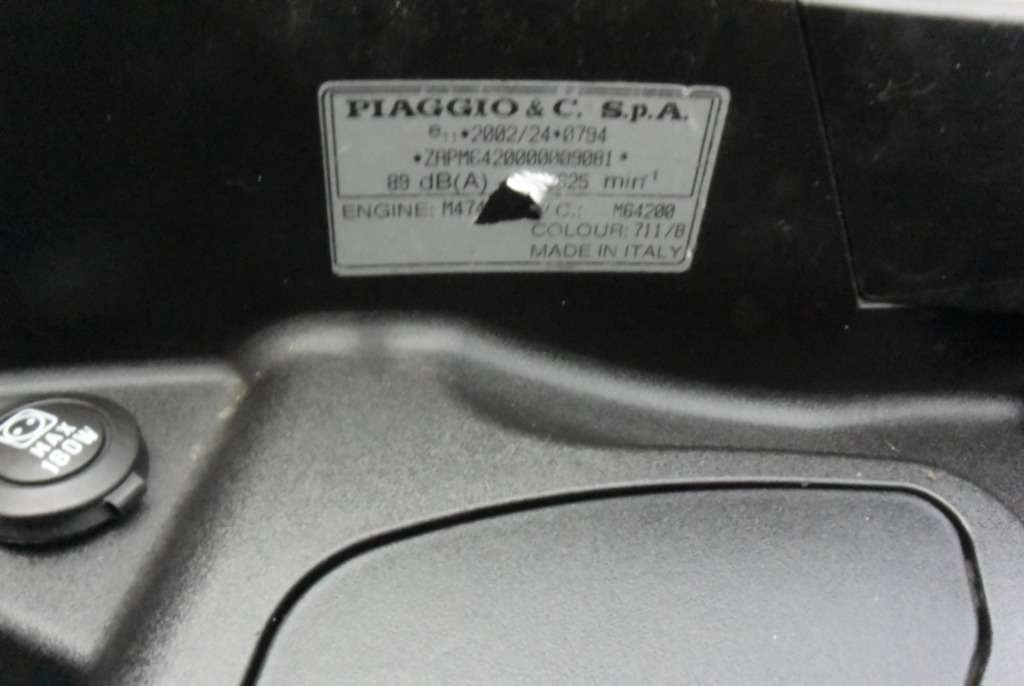 PIAGGIO & C. S.p.A.
e11*2002/24*0794
*ZAPM6420000009081*
89 dB(A) 625 min-1
ENGINE: M474 /C.: M64200
COLOUR: 711/B
MADE IN ITALY
MAX
180W